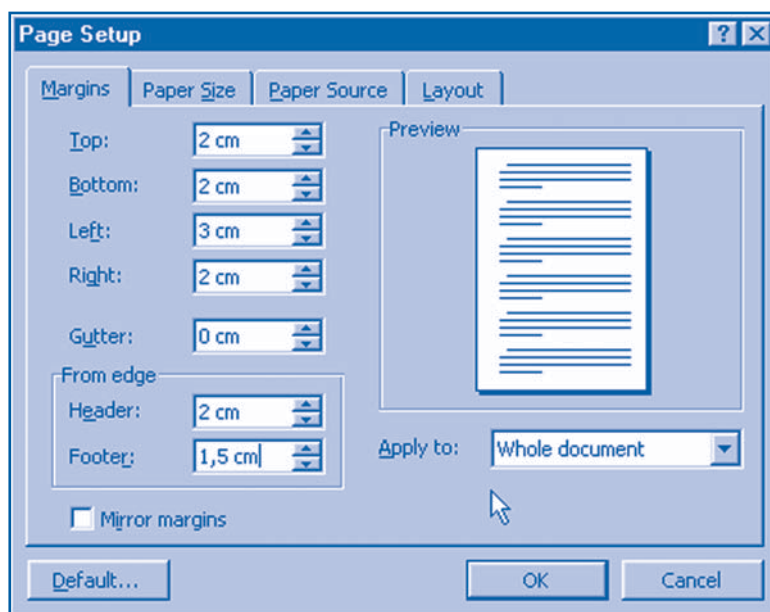 Page Setup
Margins Paper Size Paper Source Layout
Top: 2 cm
Bottom: 2 cm
Left: 3 cm
Right: 2 cm
Gutter: 0 cm
From edge
Header: 2 cm
Footer: 1,5 cm
Mirror margins
Preview
Apply to: Whole document
Default... OK Cancel